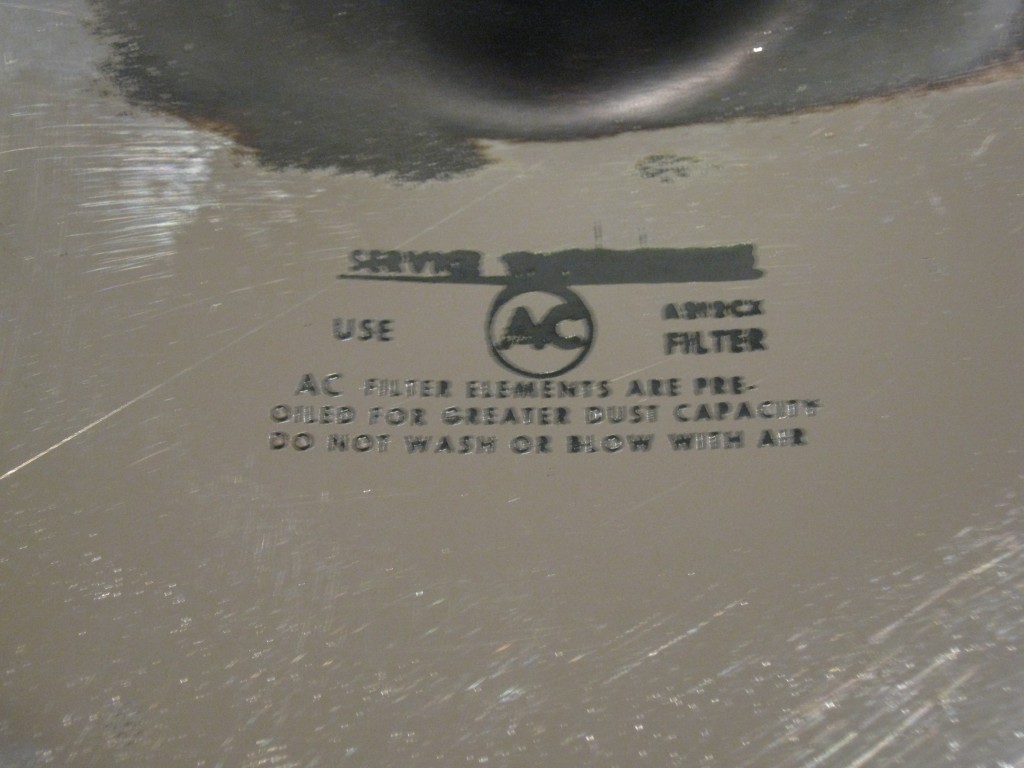 SERVICE
USE AC A212CX
FILTER
AC FILTER ELEMENTS ARE PRE-
OILED FOR GREATER DUST CAPACITY
DO NOT WASH OR BLOW WITH AIR